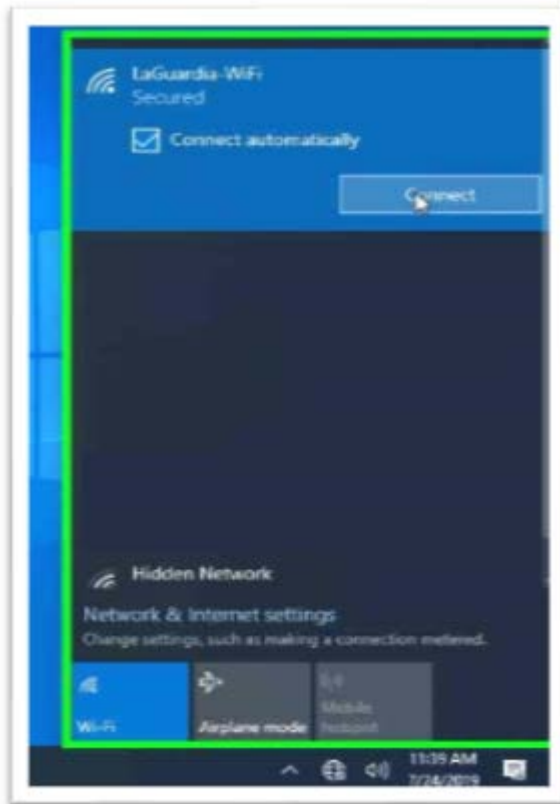 LaGuardia-WiFi
Secured
Connect automatically
Connect
Hidden Network
Network & Internet settings
Change settings, such as making a connection metered.
Wi-Fi
Airplane mode
Mobile
hotspot
11:39 AM
7/24/2019